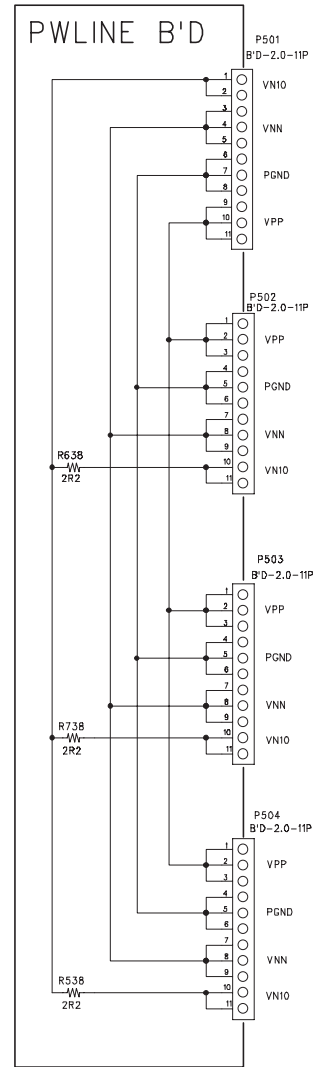 PWLINE B'D
P501
B'D-2.0-11P
1
VN10
2
3
4
VNN
5
6
7
PGND
8
9
10
VPP
11
P502
B'D-2.0-11P
1
2
VPP
3
4
5
PGND
6
7
8
VNN
9
R638
10
VN10
2R2
11
P503
B'D-2.0-11P
1
2
VPP
3
4
5
PGND
6
7
8
VNN
9
R738
10
VN10
2R2
11
P504
B'D-2.0-11P
1
2
VPP
3
4
5
PGND
6
7
8
VNN
9
R538
10
VN10
2R2
11